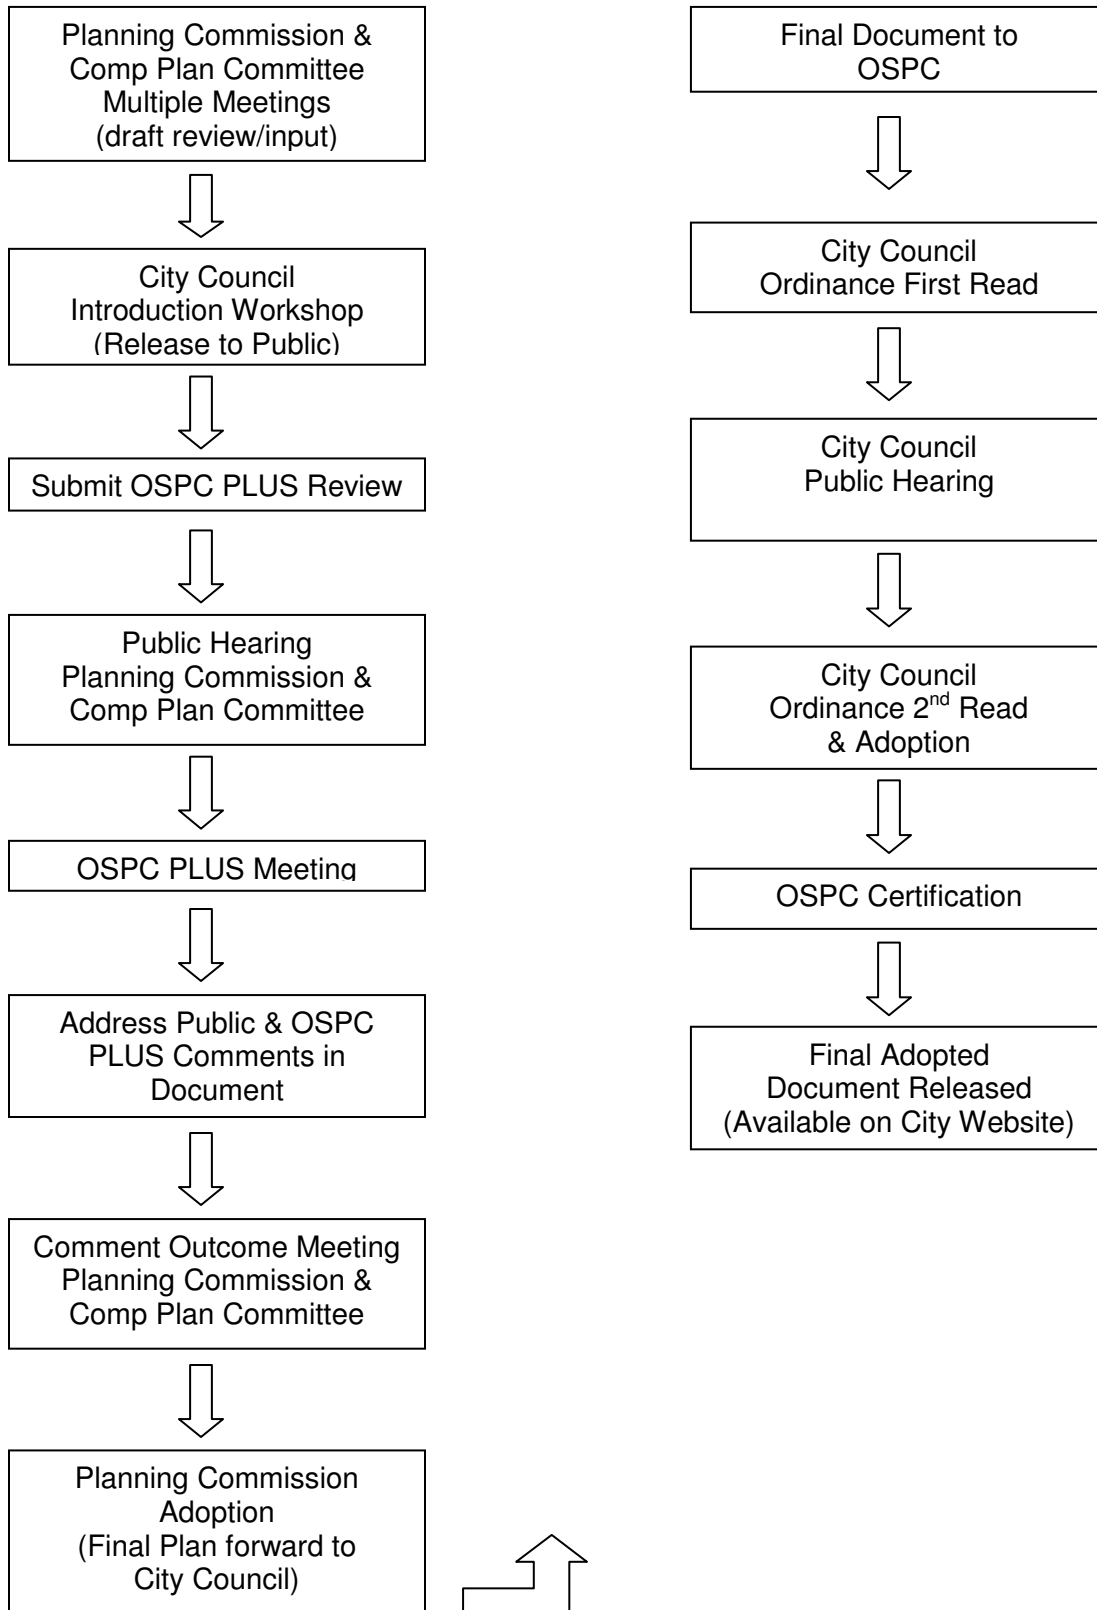 Planning Commission &
Comp Plan Committee
Multiple Meetings
(draft review/input)
City Council
Introduction Workshop
(Release to Public)
Submit OSPC PLUS Review
Public Hearing
Planning Commission &
Comp Plan Committee
OSPC PLUS Meeting
Address Public & OSPC
PLUS Comments in
Document
Comment Outcome Meeting
Planning Commission &
Comp Plan Committee
Planning Commission
Adoption
(Final Plan forward to
City Council)
Final Document to
OSPC
City Council
Ordinance First Read
City Council
Public Hearing
City Council
Ordinance 2nd Read
& Adoption
OSPC Certification
Final Adopted
Document Released
(Available on City Website)